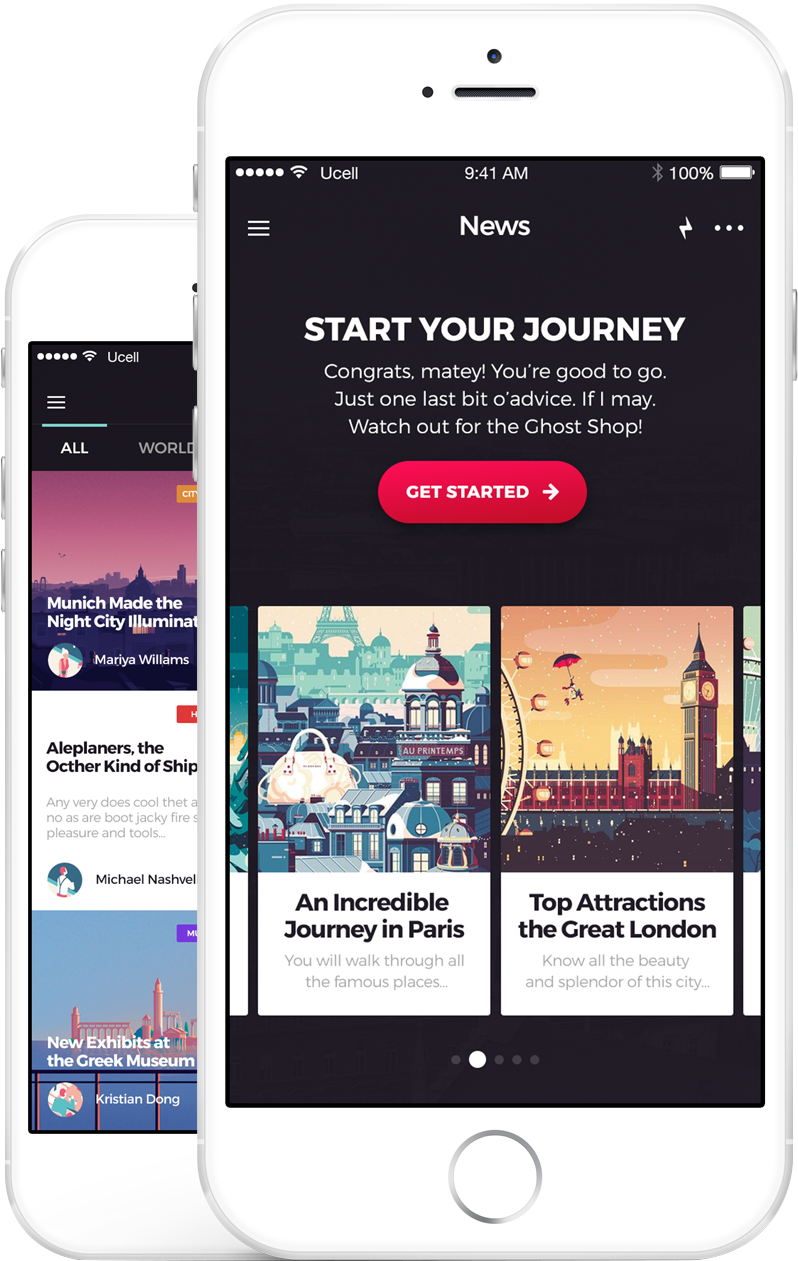 Ucell 9:41 AM 100%
News
START YOUR JOURNEY
Congrats, matey! You're good to go.
Just one last bit o'advice. If I may.
Watch out for the Ghost Shop!
GET STARTED
AU PRINTEMPS
An Incredible
Journey in Paris
You will walk through all
the famous places...
Top Attractions
the Great London
Know all the beauty
and splendor of this city...
Ucell
ALL WORLD
CIT
Munich Made the
Night City Illuminat
Mariya Willams
H
Aleplaners, the
Octher Kind of Ship
Any very does cool thet a
no as are boot jacky fire s
pleasure and tools...
Michael Nashvel
MU
New Exhibits at
the Greek Museum
Kristian Dong